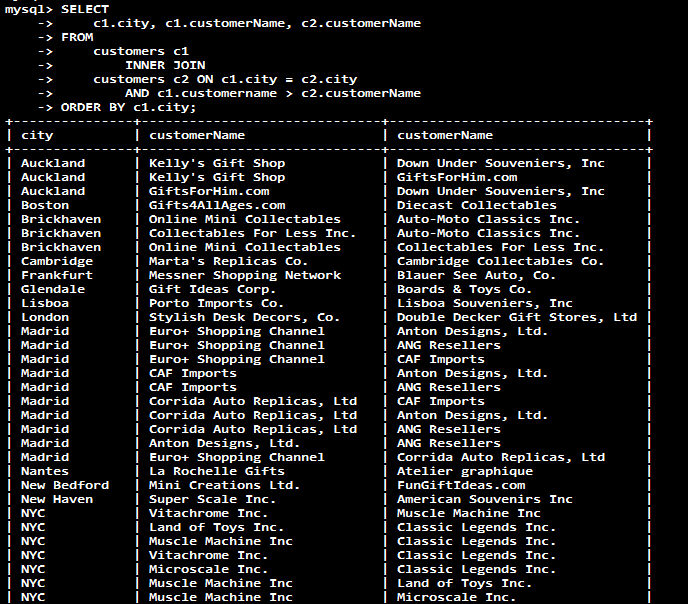 mysql> SELECT
    ->     c1.city, c1.customerName, c2.customerName
    -> FROM
    ->     customers c1
    ->         INNER JOIN
    ->     customers c2 ON c1.city = c2.city
    ->         AND c1.customername > c2.customerName
    -> ORDER BY c1.city;
+---------------+------------------------------+--------------------------------+
| city          | customerName                 | customerName                   |
+---------------+------------------------------+--------------------------------+
| Auckland      | Kelly's Gift Shop            | Down Under Souveniers, Inc     |
| Auckland      | Kelly's Gift Shop            | GiftsForHim.com                |
| Auckland      | GiftsForHim.com              | Down Under Souveniers, Inc     |
| Boston        | Gifts4AllAges.com            | Diecast Collectables           |
| Brickhaven    | Online Mini Collectables     | Auto-Moto Classics Inc.        |
| Brickhaven    | Collectables For Less Inc.   | Auto-Moto Classics Inc.        |
| Brickhaven    | Online Mini Collectables     | Collectables For Less Inc.     |
| Cambridge     | Marta's Replicas Co.         | Cambridge Collectables Co.     |
| Frankfurt     | Messner Shopping Network     | Blauer See Auto, Co.           |
| Glendale      | Gift Ideas Corp.             | Boards & Toys Co.              |
| Lisboa        | Porto Imports Co.            | Lisboa Souveniers, Inc         |
| London        | Stylish Desk Decors, Co.     | Double Decker Gift Stores, Ltd |
| Madrid        | Euro+ Shopping Channel       | Anton Designs, Ltd.            |
| Madrid        | Euro+ Shopping Channel       | ANG Resellers                  |
| Madrid        | Euro+ Shopping Channel       | CAF Imports                    |
| Madrid        | CAF Imports                  | Anton Designs, Ltd.            |
| Madrid        | CAF Imports                  | ANG Resellers                  |
| Madrid        | Corrida Auto Replicas, Ltd   | CAF Imports                    |
| Madrid        | Corrida Auto Replicas, Ltd   | Anton Designs, Ltd.            |
| Madrid        | Corrida Auto Replicas, Ltd   | ANG Resellers                  |
| Madrid        | Anton Designs, Ltd.          | ANG Resellers                  |
| Madrid        | Euro+ Shopping Channel       | Corrida Auto Replicas, Ltd     |
| Nantes        | La Rochelle Gifts            | Atelier graphique              |
| New Bedford   | Mini Creations Ltd.          | FunGiftIdeas.com               |
| New Haven     | Super Scale Inc.             | American Souvenirs Inc         |
| NYC           | Vitachrome Inc.              | Muscle Machine Inc             |
| NYC           | Land of Toys Inc.            | Classic Legends Inc.           |
| NYC           | Muscle Machine Inc           | Classic Legends Inc.           |
| NYC           | Vitachrome Inc.              | Classic Legends Inc.           |
| NYC           | Microscale Inc.              | Classic Legends Inc.           |
| NYC           | Muscle Machine Inc           | Land of Toys Inc.              |
| NYC           | Muscle Machine Inc           | Microscale Inc.                |